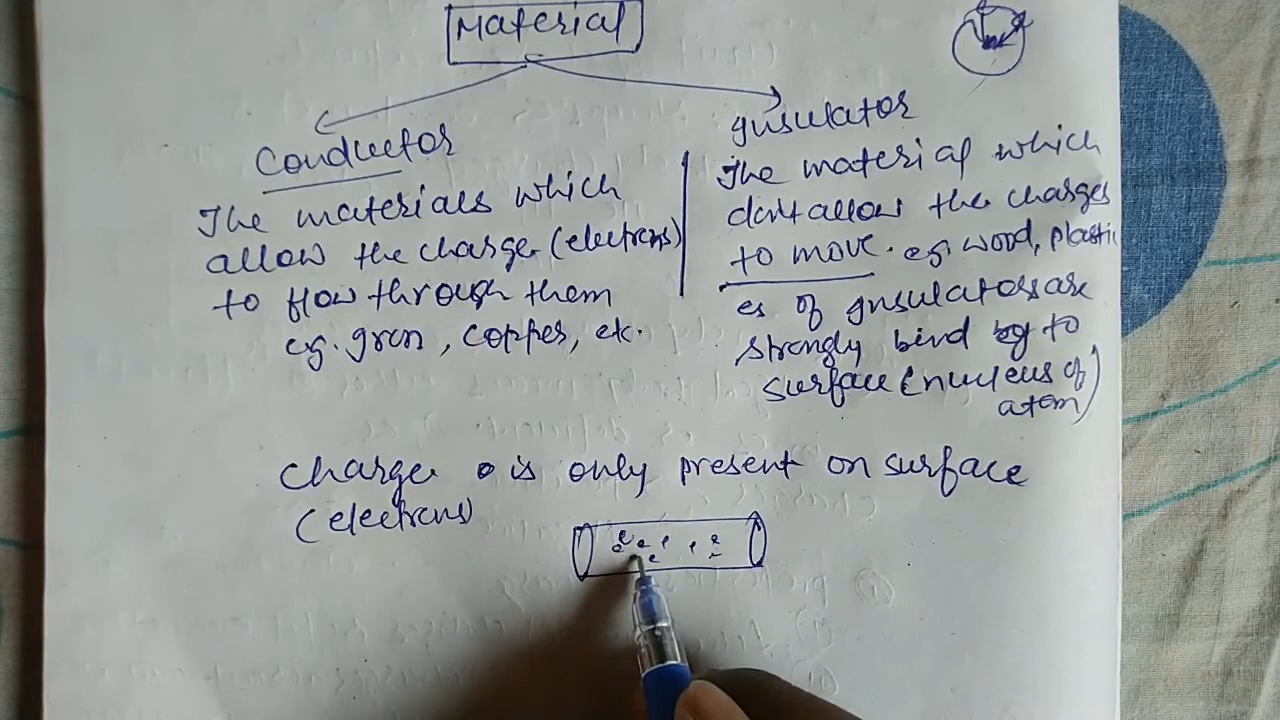 Material
Conductor
The materials which
allow the charge (electrons)
to flow through them
eg. Iron, copper, etc.
Insulator
The material which
don't allow the charges
to move. eg. wood, plastic
es of Insulators are
strongly bind to
surface (nucleus of
atom)
charge is only present on surface
(electrons)